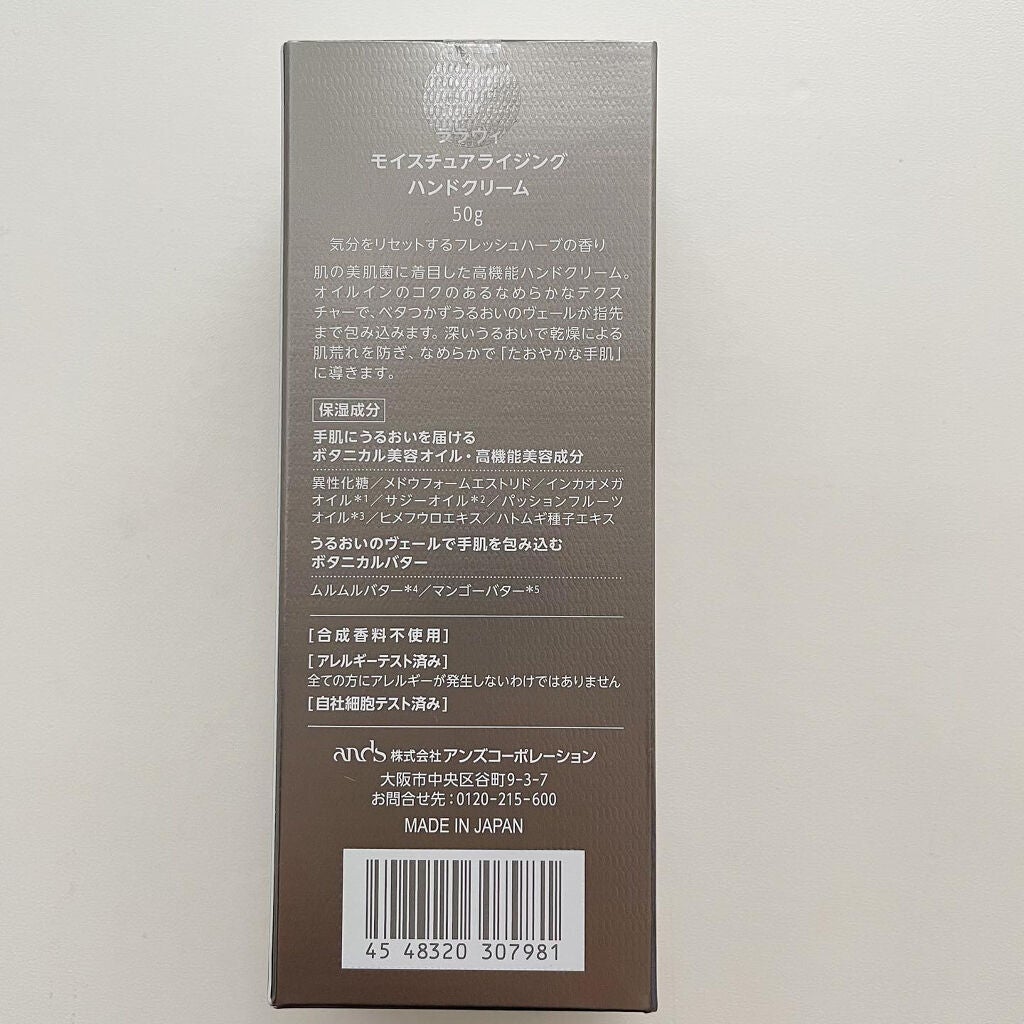 ララヴィ
モイスチュアライジング
ハンドクリーム
50g
気分をリセットするフレッシュハーブの香り
肌の美肌菌に着目した高機能ハンドクリーム。
オイルインのコクのあるなめらかなテクス
チャーで、ベタつかずうるおいのヴェールが指先
まで包み込みます。深いうるおいで乾燥による
肌荒れを防ぎ、なめらかで「たおやかな手肌」
に導きます。
保湿成分
手肌にうるおいを届ける
ボタニカル美容オイル・高機能美容成分
異性化糖／メドウフォームエストリド／インカオメガ
オイル*1／サジーオイル*2／パッションフルーツ
オイル*3／ヒメフウロエキス／ハトムギ種子エキス
うるおいのヴェールで手肌を包み込む
ボタニカルバター
ムルムルバター*4／マンゴーバター*5
[合成香料不使用]
[アレルギーテスト済み]
全ての方にアレルギーが発生しないわけではありません
[自社細胞テスト済み]
ands 株式会社アンズコーポレーション
大阪市中央区谷町9-3-7
お問合せ先：0120-215-600
MADE IN JAPAN
45 48320 307981